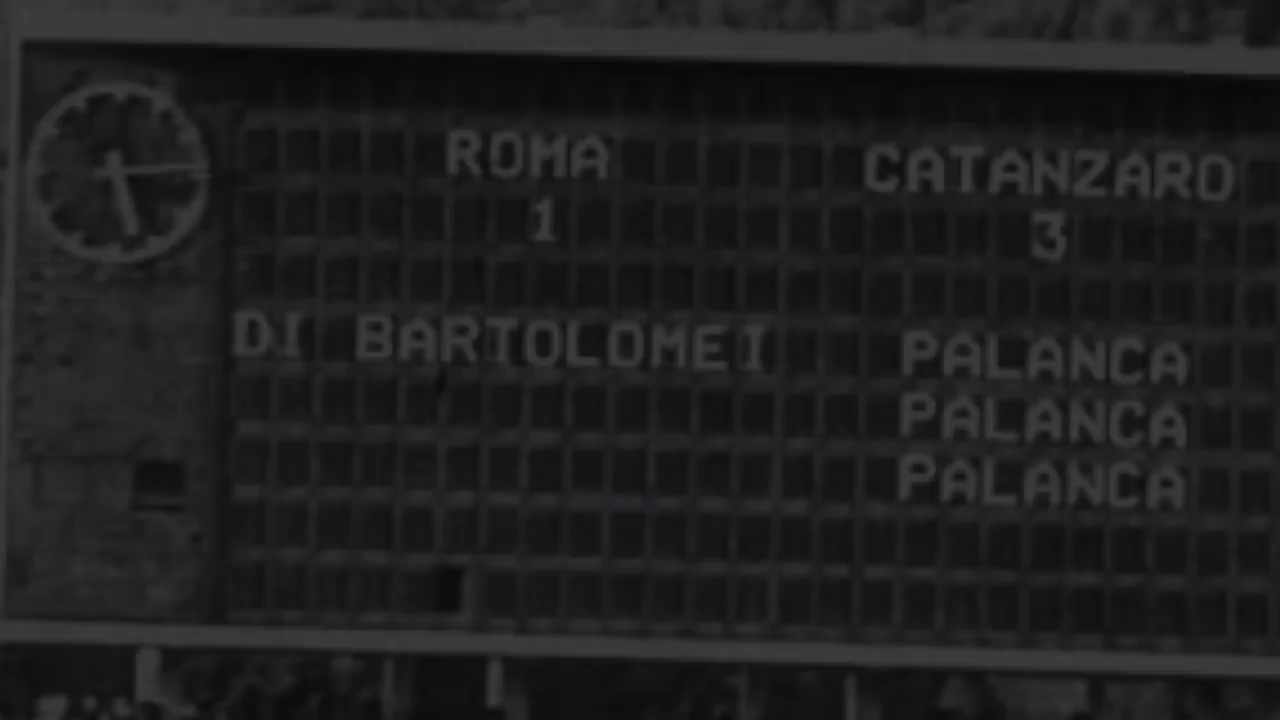 ROMA CATANZARO
1 3
DI BARTOLOMEI PALANCA
PALANCA
PALANCA